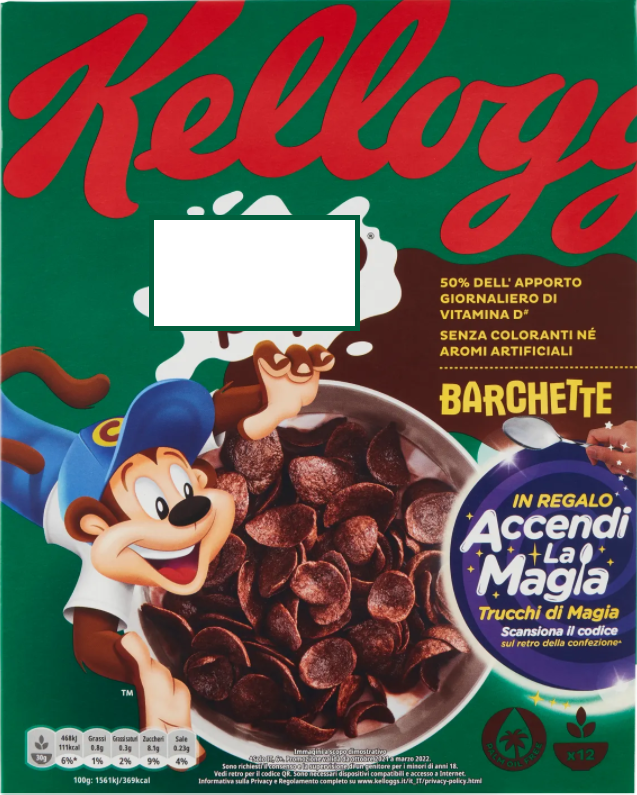 Kellogg
®
50% DELL' APPORTO
GIORNALIERO DI
VITAMINA D#
SENZA COLORANTI NÉ
AROMI ARTIFICIALI
BARCHETTE
C
IN REGALO
Accendi
La
Magia
Trucchi di Magia
Scansiona il codice
sul retro della confezione*
TM
30g
468kJ
111kcal
6%*
Grassi
0.8g
1%
Grassi saturi
0.3g
2%
Zuccheri
8.1g
9%
Sale
0.23g
4%
100g: 1561kJ/369kcal
x12
Immagine a scopo dimostrativo
Sono richiesti il consenso e la supervisione di un genitore per i minori di anni 18.
Vedi retro per il codice QR. Sono necessari dispositivi compatibili e accesso a Internet.
Informativa sulla Privacy e Regolamento completo su www.kelloggs.it/it_IT/privacy-policy.html